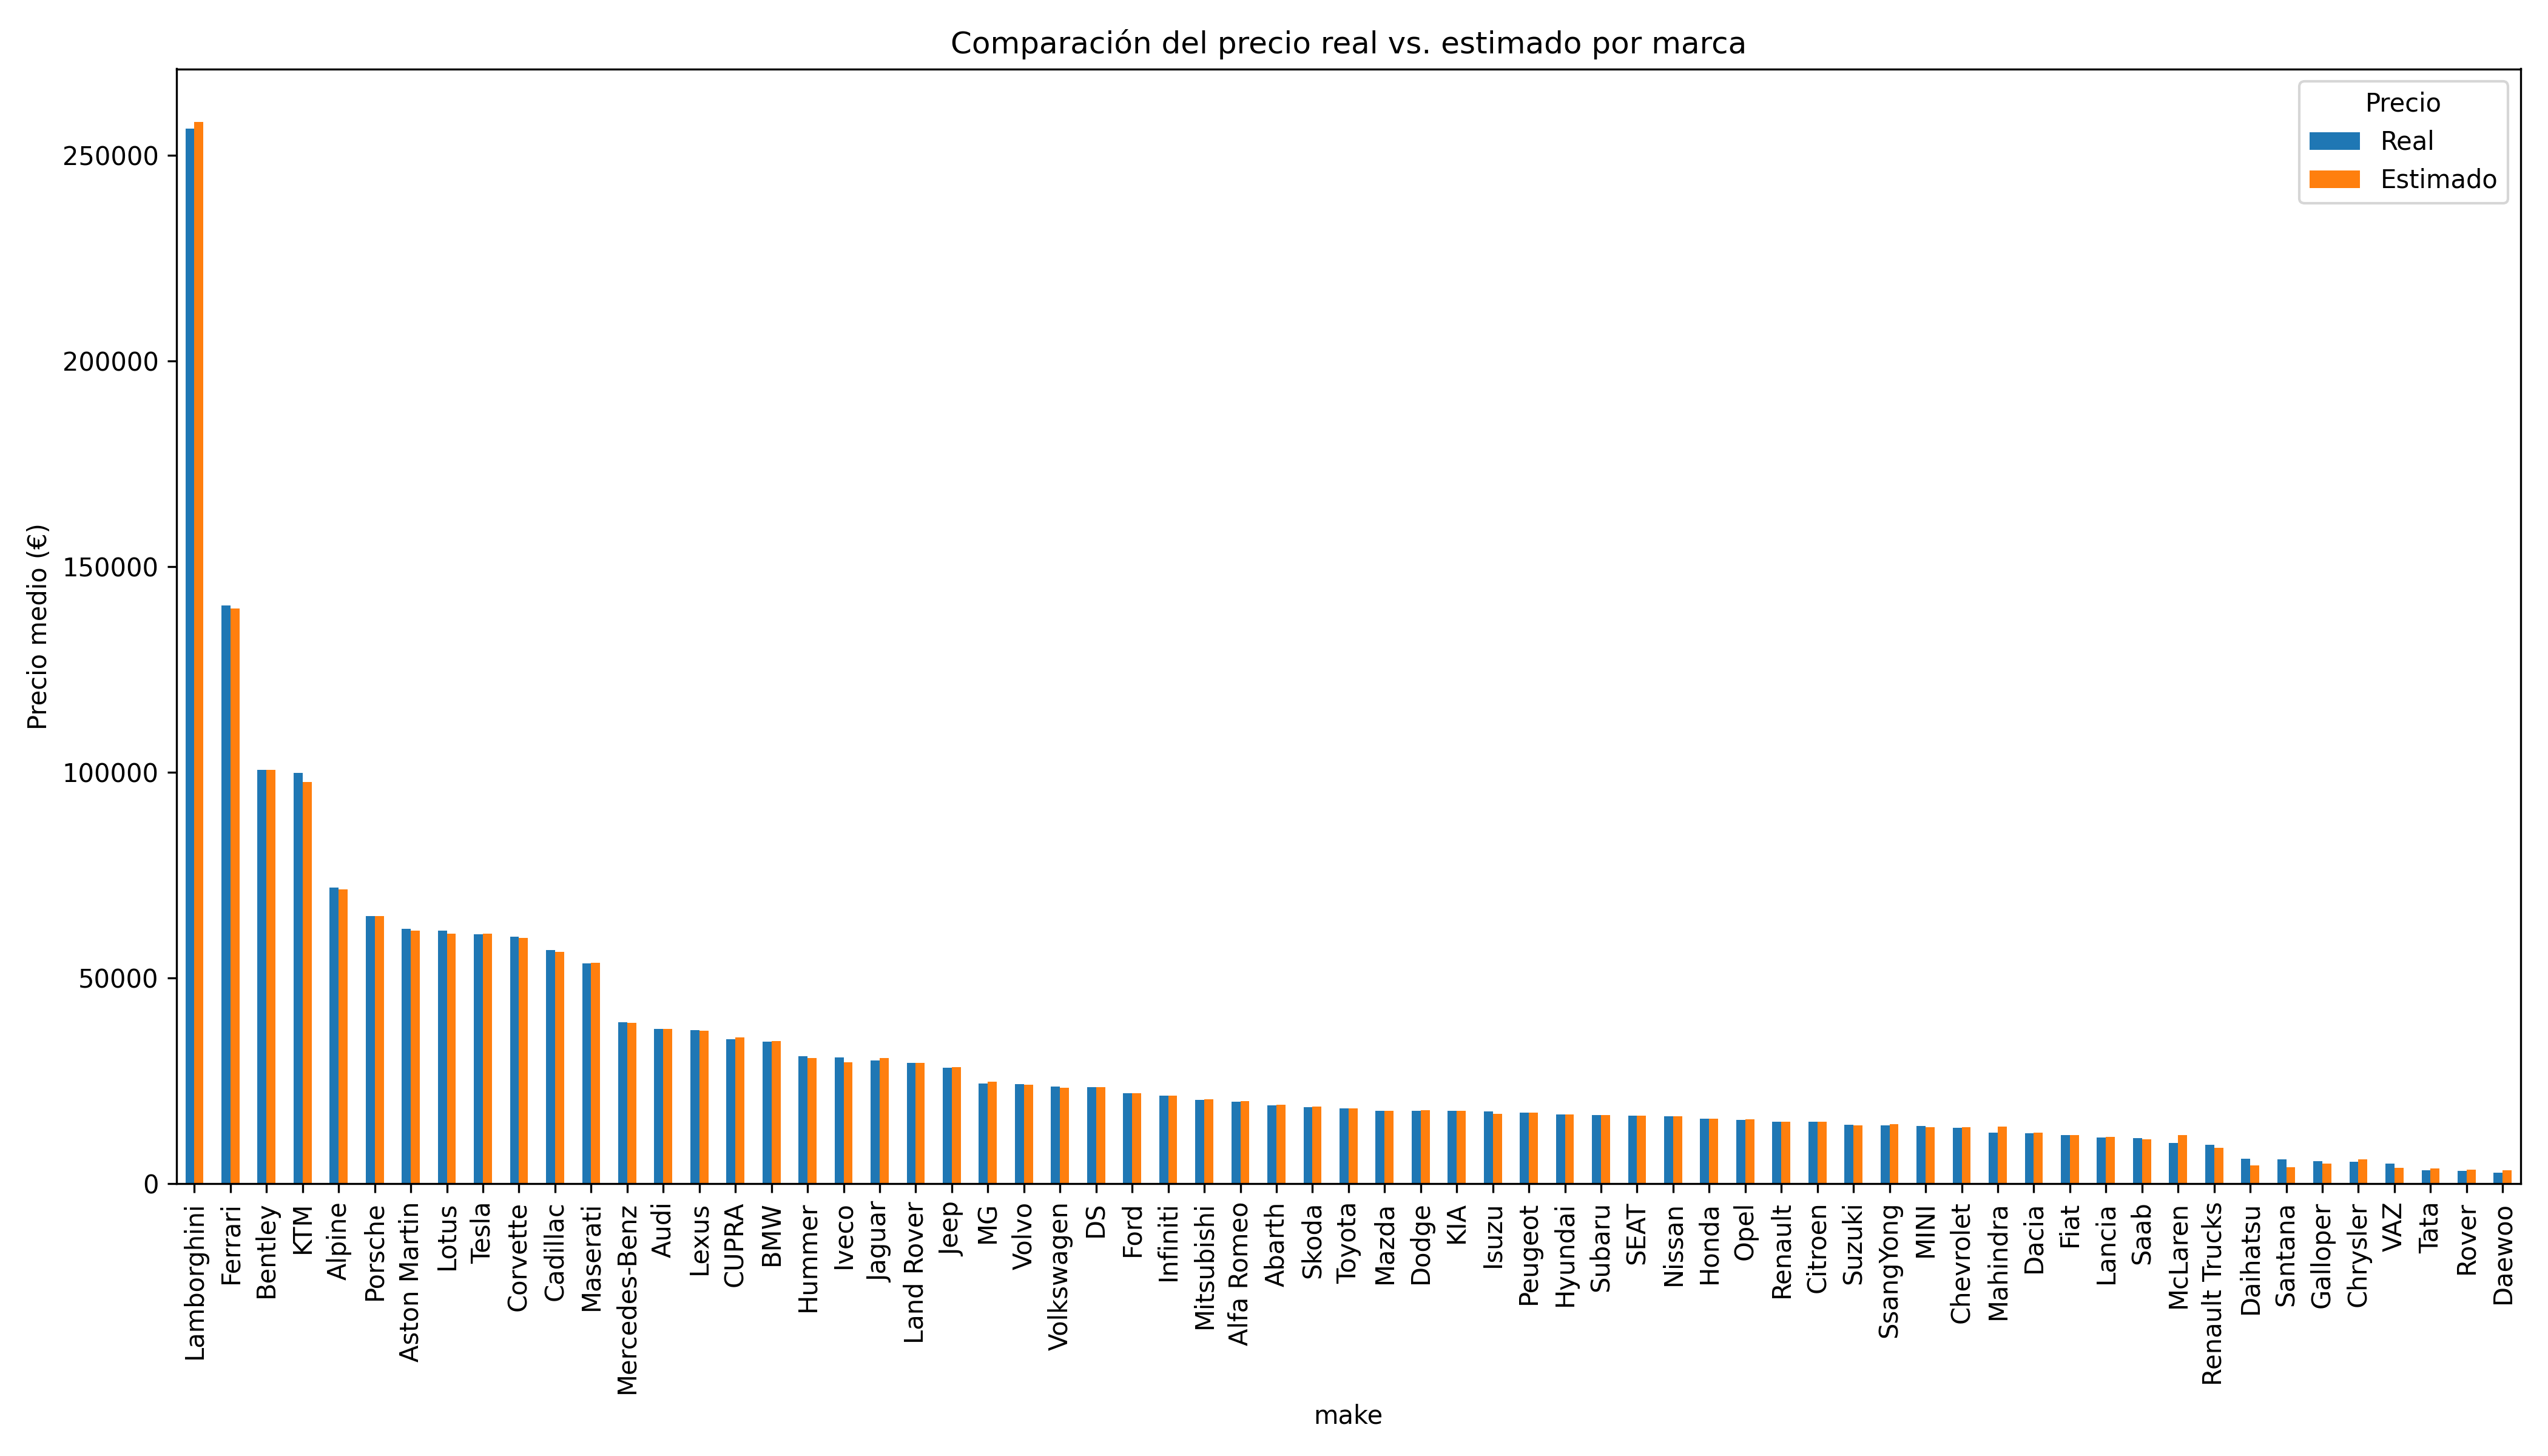 Comparación del precio real vs. estimado por marca
Precio
Real
Estimado
Precio medio (€)
250000
200000
150000
100000
50000
0
Lamborghini
Ferrari
Bentley
KTM
Alpine
Porsche
Aston Martin
Lotus
Tesla
Corvette
Cadillac
Maserati
Mercedes-Benz
Audi
Lexus
CUPRA
BMW
Hummer
Iveco
Jaguar
Land Rover
Jeep
MG
Volvo
Volkswagen
DS
Ford
Infiniti
Mitsubishi
Alfa Romeo
Abarth
Skoda
Toyota
Mazda
Dodge
KIA
Isuzu
Peugeot
Hyundai
Subaru
SEAT
Nissan
Honda
Opel
Renault
Citroen
Suzuki
SsangYong
MINI
Chevrolet
Mahindra
Dacia
Fiat
Lancia
Saab
McLaren
Renault Trucks
Daihatsu
Santana
Galloper
Chrysler
VAZ
Tata
Rover
Daewoo
make